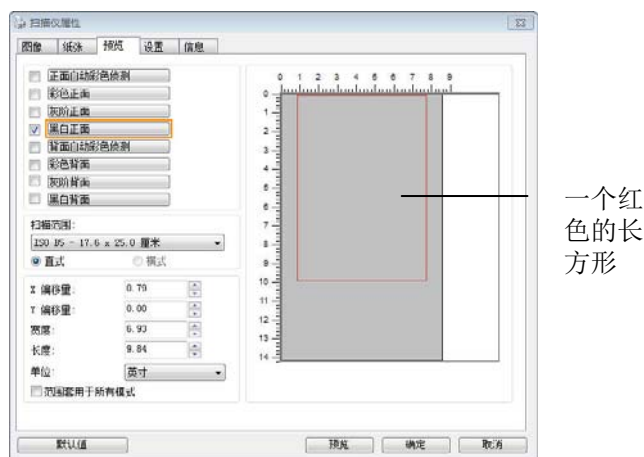 扫描仪属性
图像 纸张 预览 设置 信息
正面自动彩色侦测
彩色正面
灰阶正面
黑白正面
背面自动彩色侦测
彩色背面
灰阶背面
黑白背面
扫描范围:
ISO B5 - 17.6 x 25.0 厘米
直式 横式
X 偏移量: 0.79
Y 偏移量: 0.00
宽度: 6.93
长度: 9.84
单位: 英寸
范围套用于所有模式
0 1 2 3 4 5 6 7 8 9
0
1
2
3
4
5
6
7
8
9
10
11
12
13
14
一个红
色的长
方形
默认值 预览 确定 取消